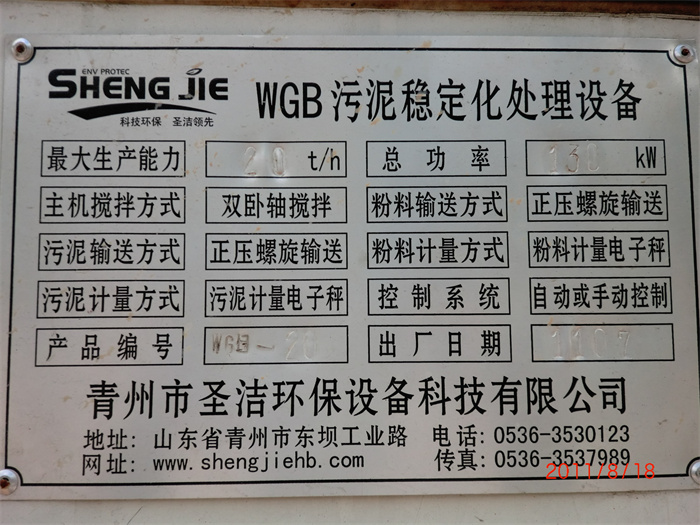 ENV PROTEC
SHENG JIE
科技环保 圣洁领先
WGB 污泥稳定化处理设备
最大生产能力 20 t/h 总功率 130 kW
主机搅拌方式 双卧轴搅拌 粉料输送方式 正压螺旋输送
污泥输送方式 正压螺旋输送 粉料计量方式 粉料计量电子秤
污泥计量方式 污泥计量电子秤 控制系统 自动或手动控制
产品编号 WGB-20 出厂日期 1107
青州市圣洁环保设备科技有限公司
地址: 山东省青州市东坝工业路 电话: 0536-3530123
网址: www.shengjiehb.com 传真: 0536-3537989
2011/8/18